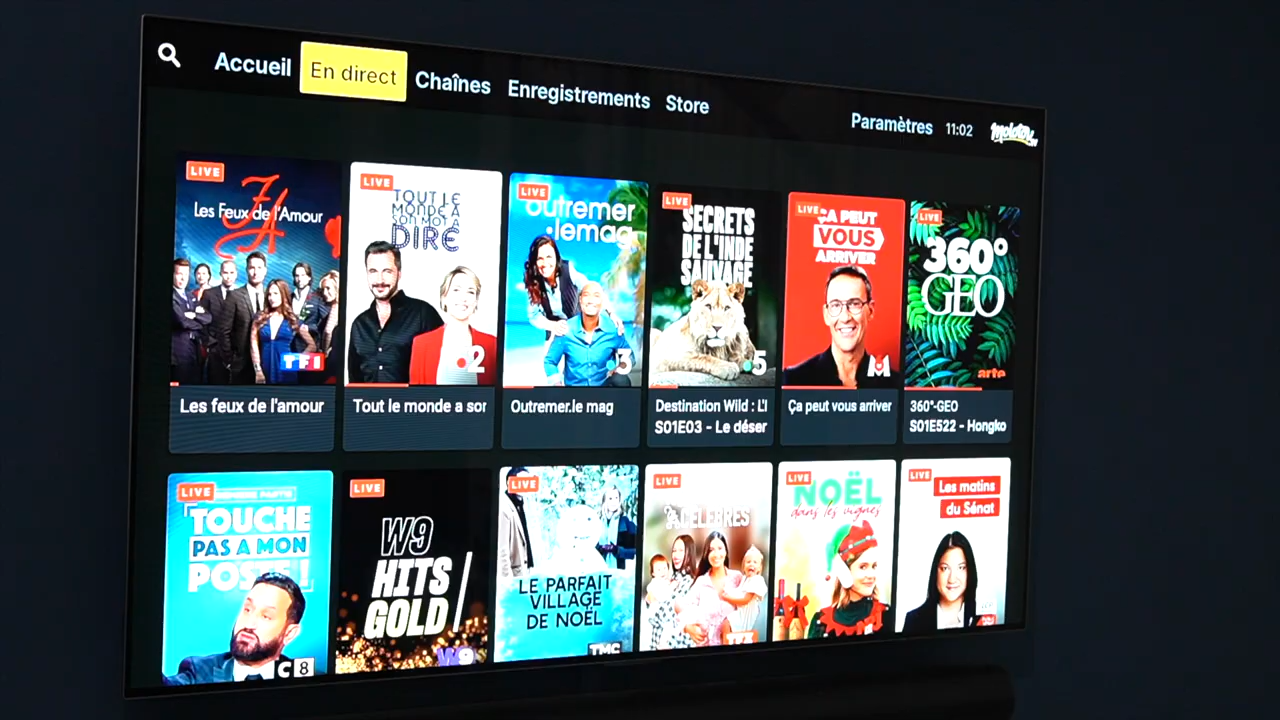 Accueil
En direct
Chaînes
Enregistrements
Store
Paramètres
11:02
molotov.tv
LIVE
Les Feux de l'Amour
TF1
Les feux de l'amour
LIVE
TOUT LE
MONDE A
SON MOT À
DIRE
2
Tout le monde a sor
LIVE
outremer
.lemag
3
Outremer.le mag
LIVE
SECRETS
DE L'INDE
SAUVAGE
5
Destination Wild : L'I
S01E03 - Le déser
LIVE
ÇA PEUT
VOUS
ARRIVER
M
Ça peut vous arriver
LIVE
360°
GEO
arte
360°-GEO
S01E522 - Hongko
LIVE
TOUCHE
PAS A MON
POSTE !
C8
LIVE
W9
HITS
GOLD
W9
LIVE
LE PARFAIT
VILLAGE
DE NOËL
TMC
LIVE
CÉLÈBRES
TFX
LIVE
NOËL
dans les vignes
LIVE
Les matins
du Sénat